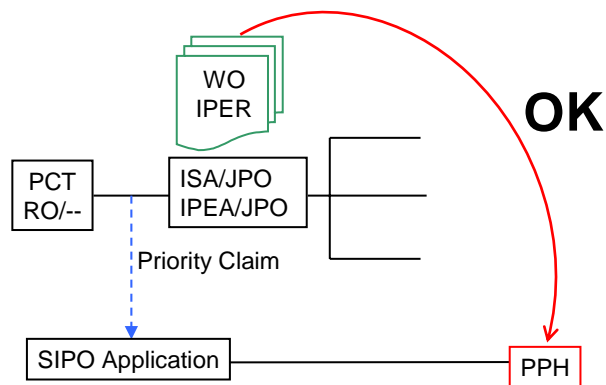 WO
IPER
OK
PCT
RO/--
ISA/JPO
IPEA/JPO
Priority Claim
SIPO Application
PPH